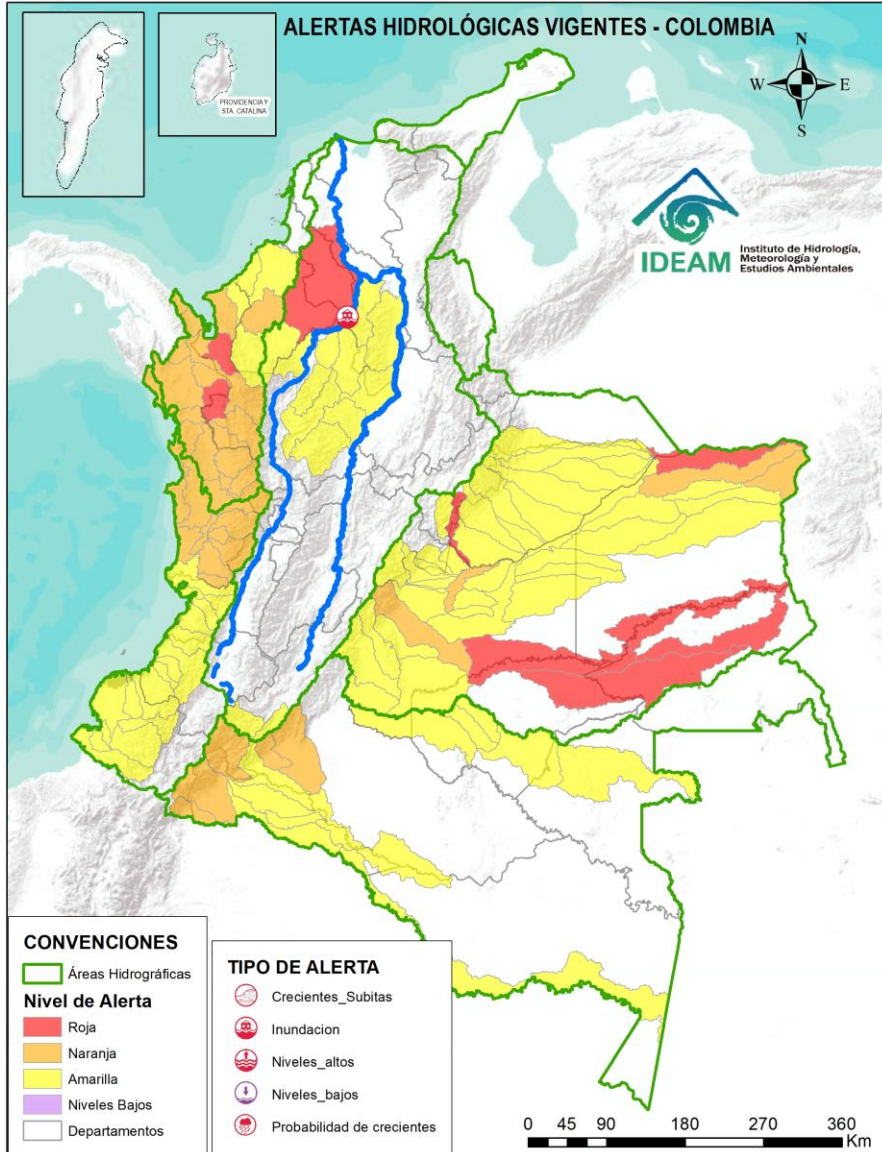 ALERTAS HIDROLÓGICAS VIGENTES - COLOMBIA
PROVIDENCIA Y
STA. CATALINA
N
W
E
S
IDEAM
Instituto de Hidrología,
Meteorología y
Estudios Ambientales
CONVENCIONES
Áreas Hidrográficas
Nivel de Alerta
Roja
Naranja
Amarilla
Niveles Bajos
Departamentos
TIPO DE ALERTA
Crecientes_Subitas
Inundacion
Niveles_altos
Niveles_bajos
Probabilidad de crecientes
0 45 90 180 270 360
Km